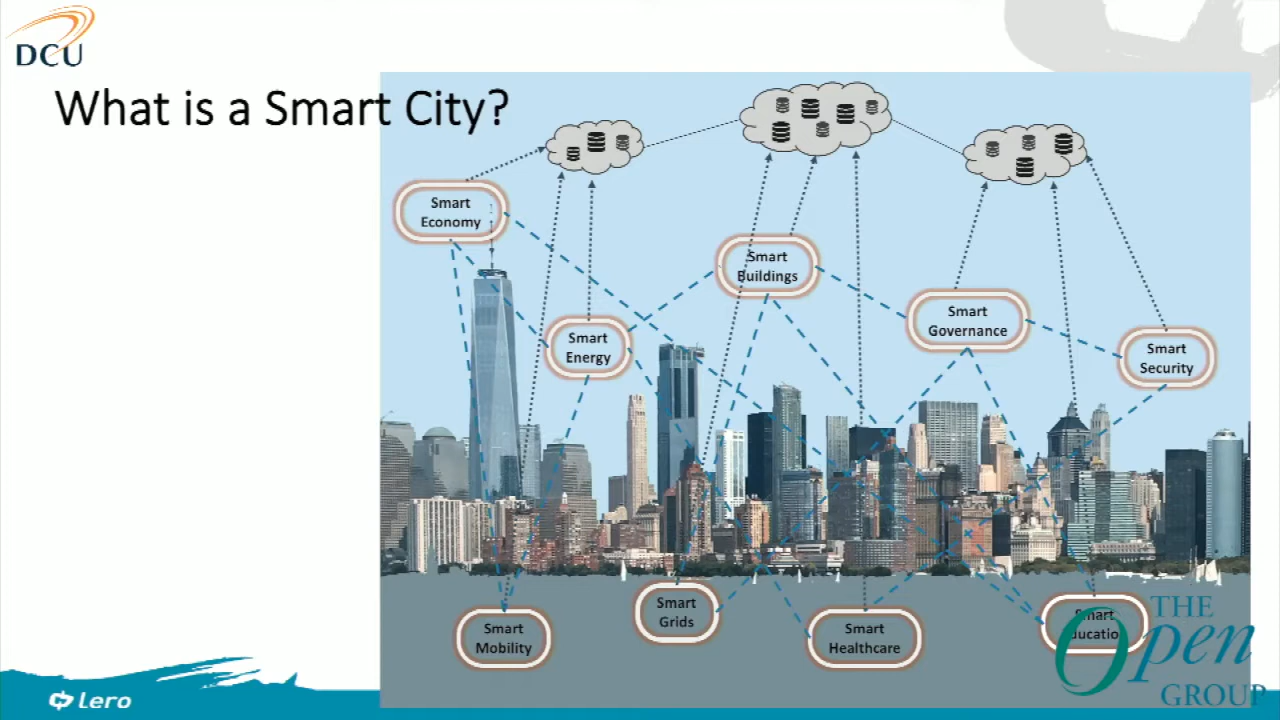 DCU
What is a Smart City?
Smart
Economy
Smart
Buildings
Smart
Governance
Smart
Energy
Smart
Security
Smart
Mobility
Smart
Grids
Smart
Healthcare
Smart
ducatio
THE
Open
GROUP
Lero